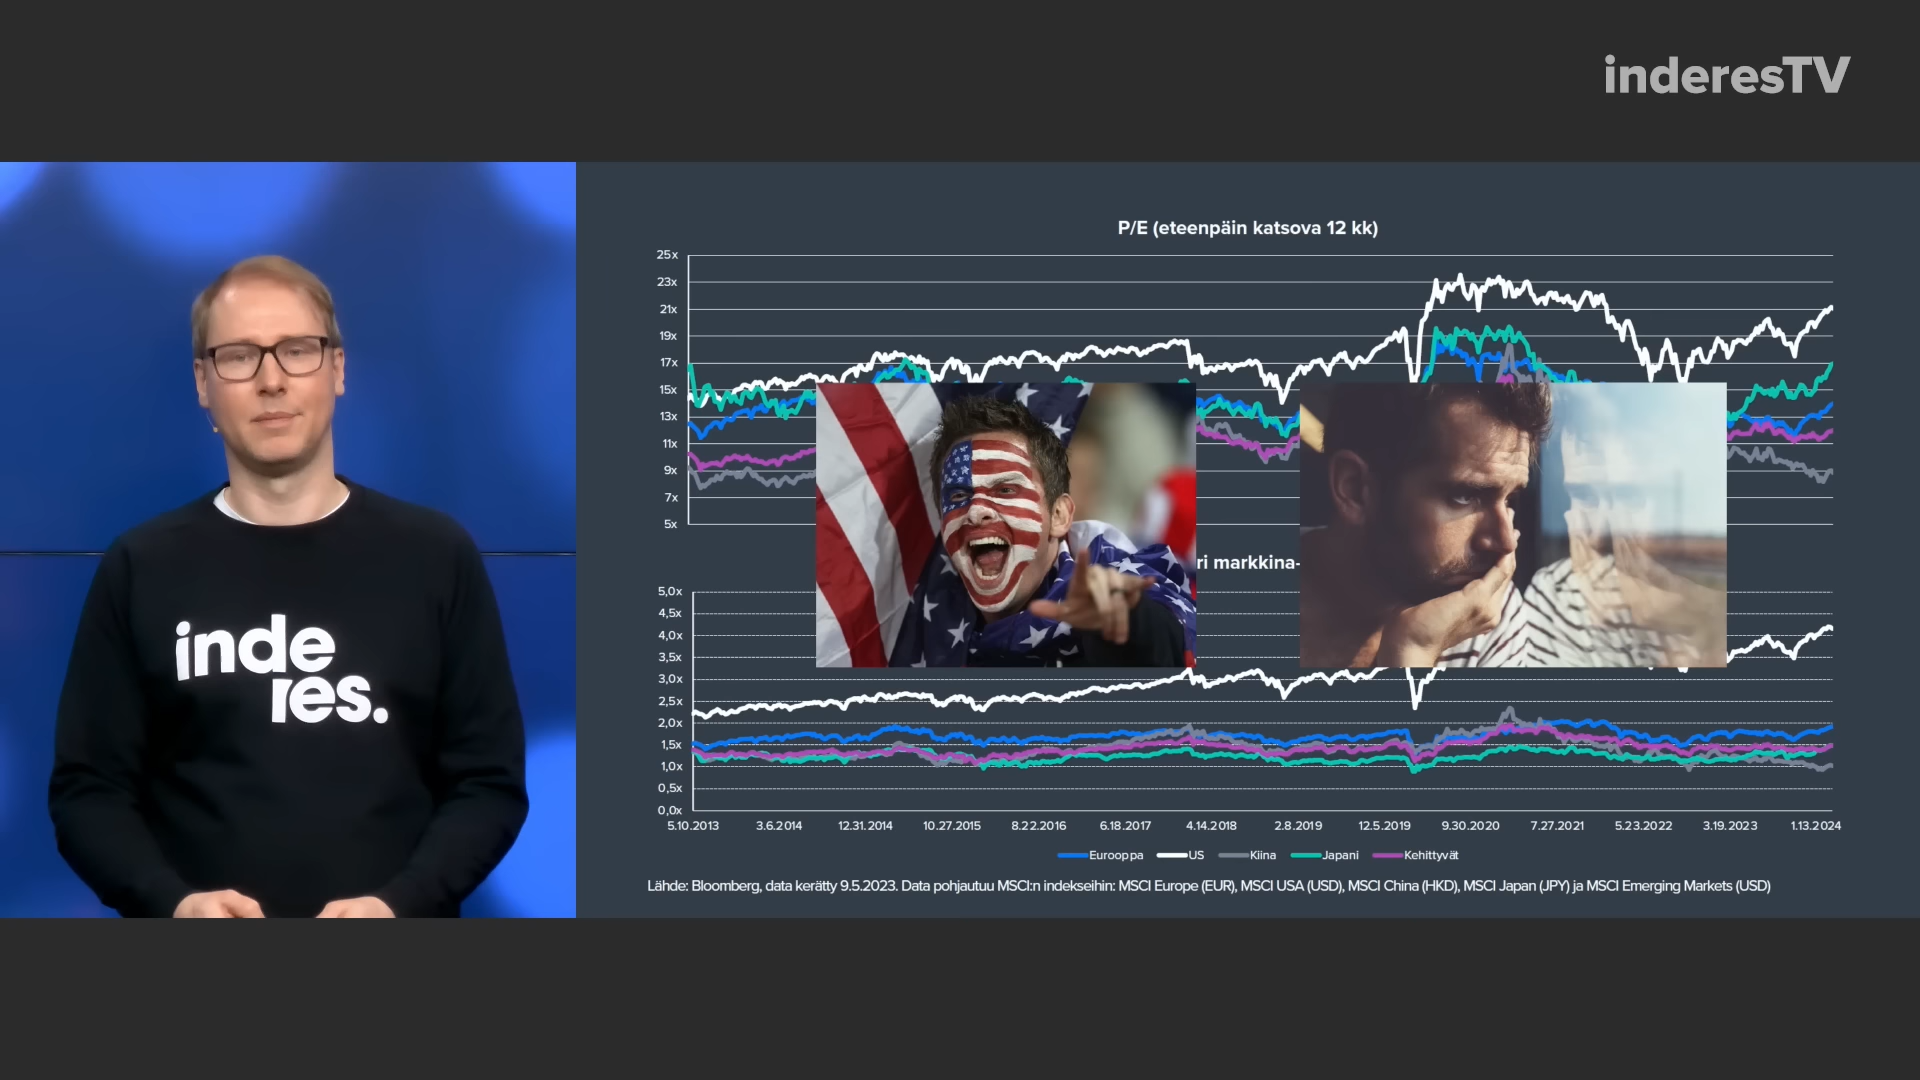 inderesTV
P/E (eteenpäin katsova 12 kk)
25x
23x
21x
19x
17x
15x
13x
11x
9x
7x
5x
inde
res.
ri markkina-
5,0x
4,5x
4,0x
3,5x
3,0x
2,5x
2,0x
1,5x
1,0x
0,5x
0,0x
5.10.2013 3.6.2014 12.31.2014 10.27.2015 8.22.2016 6.18.2017 4.14.2018 2.8.2019 12.5.2019 9.30.2020 7.27.2021 5.23.2022 3.19.2023 1.13.2024
Eurooppa US Kiina Japani Kehittyvät
Lähde: Bloomberg, data kerätty 9.5.2023. Data pohjautuu MSCI:n indekseihin: MSCI Europe (EUR), MSCI USA (USD), MSCI China (HKD), MSCI Japan (JPY) ja MSCI Emerging Markets (USD)